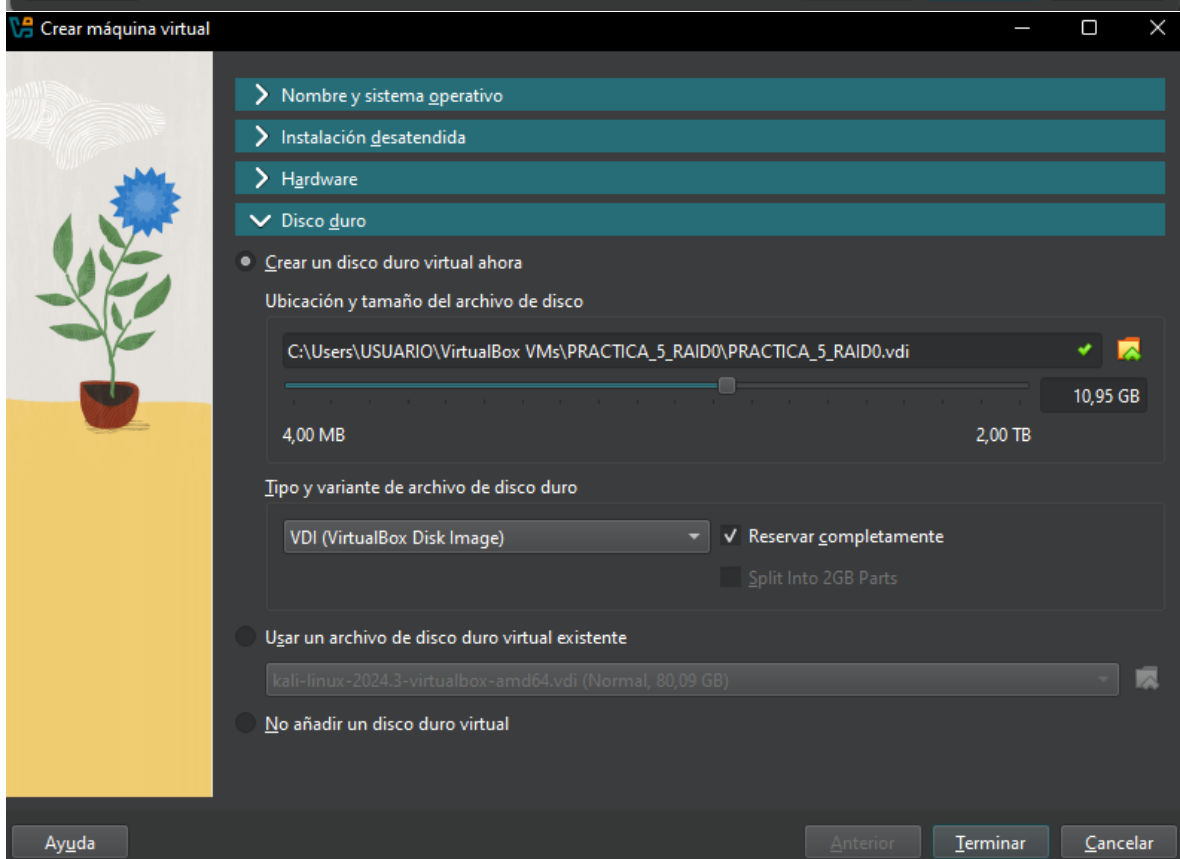 Crear máquina virtual
Nombre y sistema operativo
Instalación desatendida
Hardware
Disco duro
Crear un disco duro virtual ahora
Ubicación y tamaño del archivo de disco
C:\Users\USUARIO\VirtualBox VMs\PRACTICA_5_RAID0\PRACTICA_5_RAID0.vdi
10,95 GB
4,00 MB 2,00 TB
Tipo y variante de archivo de disco duro
VDI (VirtualBox Disk Image) Reservar completamente
Split Into 2GB Parts
Usar un archivo de disco duro virtual existente
kali-linux-2024.3-virtualbox-amd64.vdi (Normal, 80,09 GB)
No añadir un disco duro virtual
Ayuda Anterior Terminar Cancelar